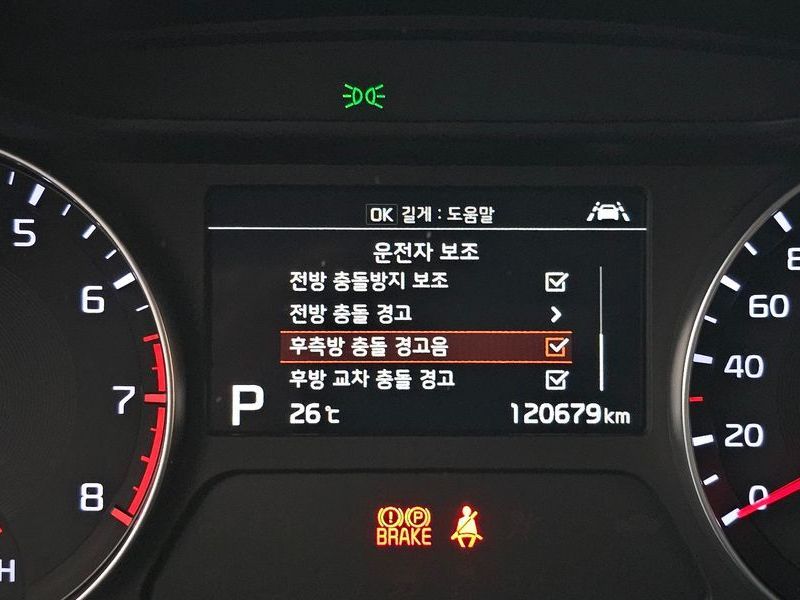 OK 길게 : 도움말
운전자 보조
전방 충돌방지 보조
전방 충돌 경고
후측방 충돌 경고음
후방 교차 충돌 경고
P 26℃ 120679km
5
6
7
8
H
8
60
40
20
0
(!) (P)
BRAKE